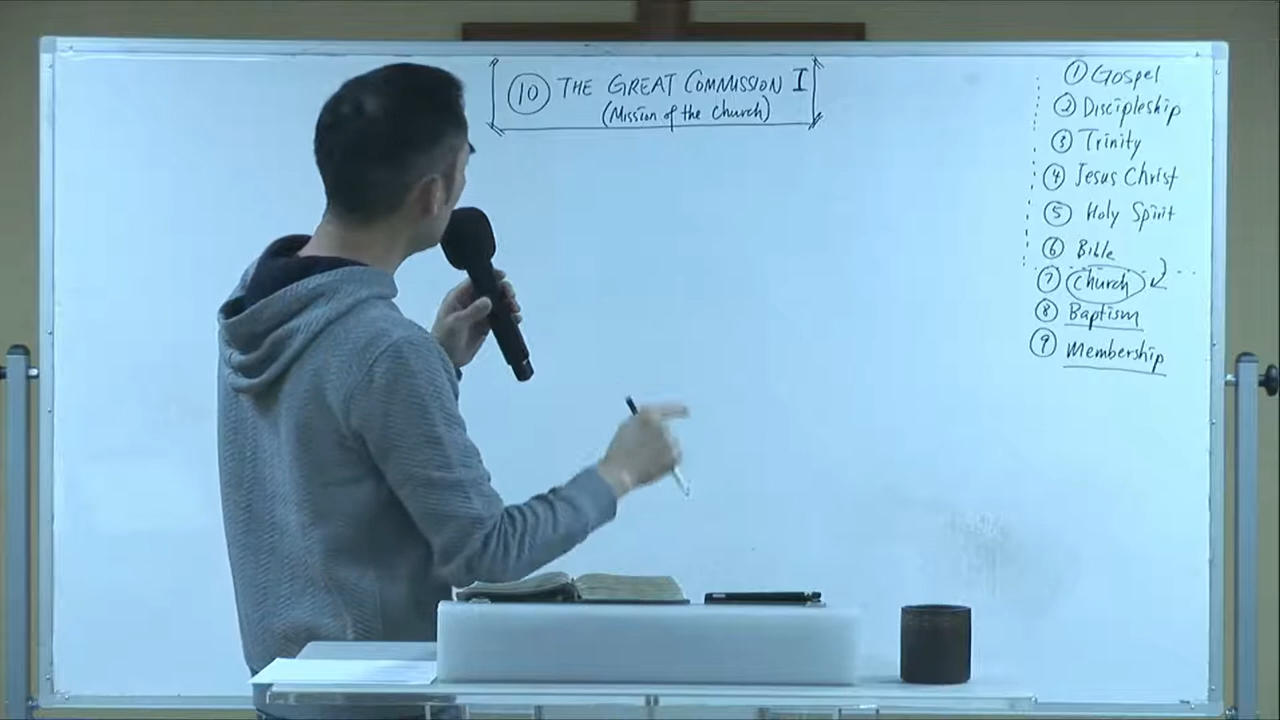 ⑩ THE GREAT COMMISSION I
(Mission of the Church)
① Gospel
② Discipleship
③ Trinity
④ Jesus Christ
⑤ Holy Spirit
⑥ Bible
⑦ Church
⑧ Baptism
⑨ Membership